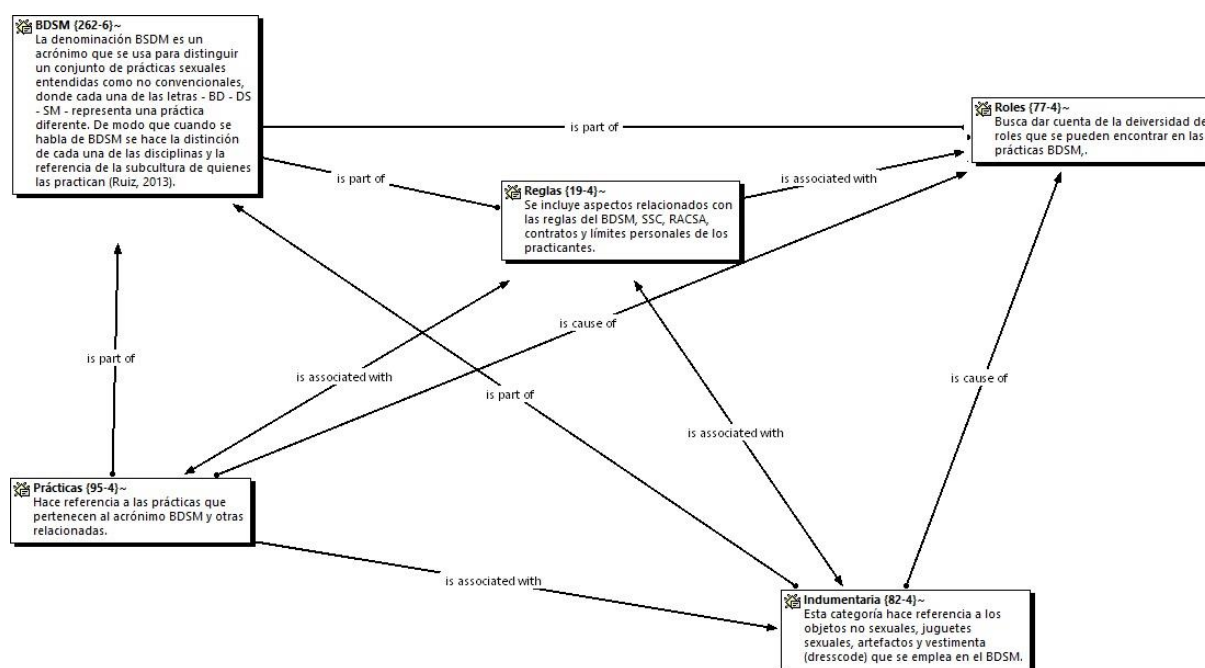 BDSM {262-6}~
La denominación BSDM es un
acrónimo que se usa para distinguir
un conjunto de prácticas sexuales
entendidas como no convencionales,
donde cada una de las letras - BD - DS
- SM - representa una práctica
diferente. De modo que cuando se
habla de BDSM se hace la distinción
de cada una de las disciplinas y la
referencia de la subcultura de quienes
las practican (Ruiz, 2013).
is part of
Roles {77-4}~
Busca dar cuenta de la deiversidad de
roles que se pueden encontrar en las
prácticas BDSM,.
is part of
is associated with
Reglas {19-4}~
Se incluye aspectos relacionados con
las reglas del BDSM, SSC, RACSA,
contratos y límites personales de los
practicantes.
is cause of
is part of
is associated with
is part of
is cause of
is associated with
Prácticas {95-4}~
Hace referencia a las prácticas que
pertenecen al acrónimo BDSM y otras
relacionadas.
is associated with
Indumentaria {82-4}~
Esta categoría hace referencia a los
objetos no sexuales, juguetes
sexuales, artefactos y vestimenta
(dresscode) que se emplea en el BDSM.